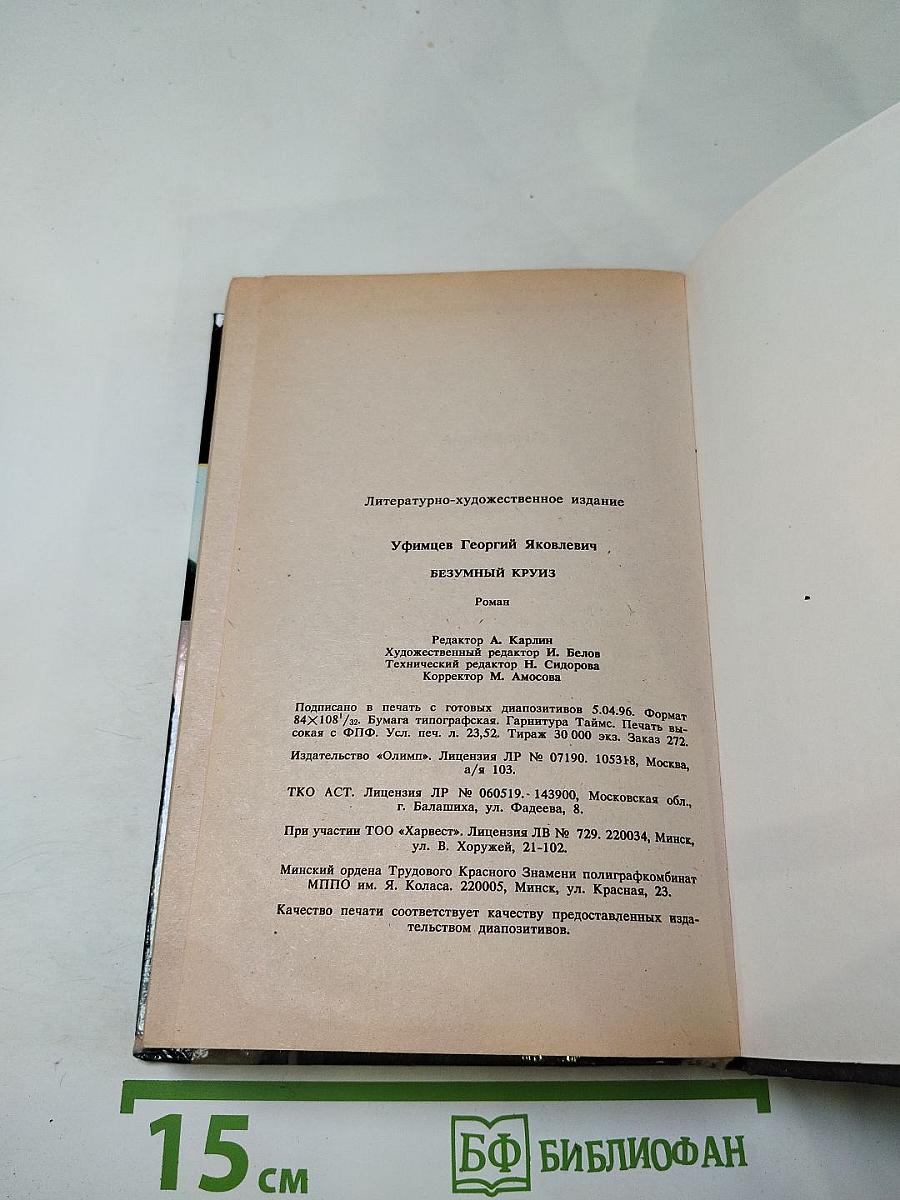 Литературно-художественное издание
Уфимцев Георгий Яковлевич
БЕЗУМНЫЙ КРУИЗ
Роман
Редактор А. Карлин
Художественный редактор И. Белов
Технический редактор Н. Сидорова
Корректор М. Амосова
Подписано в печать с готовых диапозитивов 5.04.96. Формат
84×108¹/₃₂. Бумага типографская. Гарнитура Таймс. Печать вы-
сокая с ФПФ. Усл. печ. л. 23,52. Тираж 30 000 экз. Заказ 272.
Издательство «Олимп». Лицензия ЛР № 07190. 105318, Москва,
а/я 103.
ТКО АСТ. Лицензия ЛР № 060519. 143900, Московская обл.,
г. Балашиха, ул. Фадеева, 8.
При участии ТОО «Харвест». Лицензия ЛВ № 729. 220034, Минск,
ул. В. Хоружей, 21-102.
Минский ордена Трудового Красного Знамени полиграфкомбинат
МППО им. Я. Коласа. 220005, Минск, ул. Красная, 23.
Качество печати соответствует качеству предоставленных изда-
тельством диапозитивов.
15 см
БФ БИБЛИОФАН